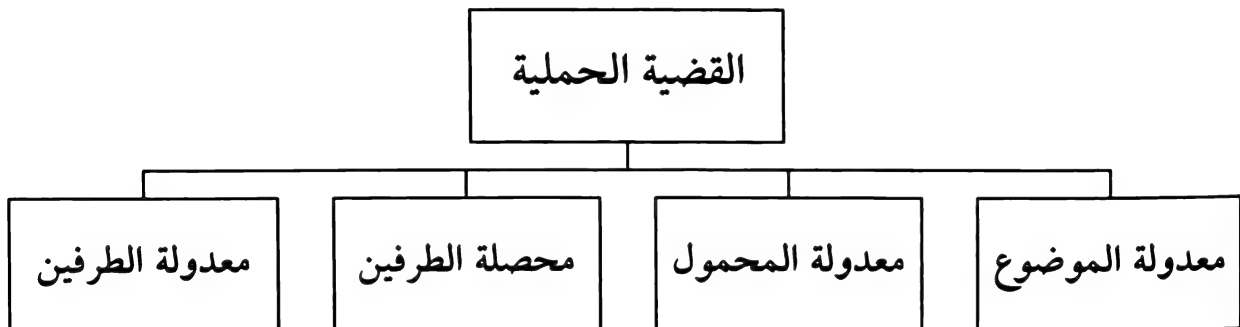 القضية الحملية
معدولة الموضوع
معدولة المحمول
محصلة الطرفين
معدولة الطرفين